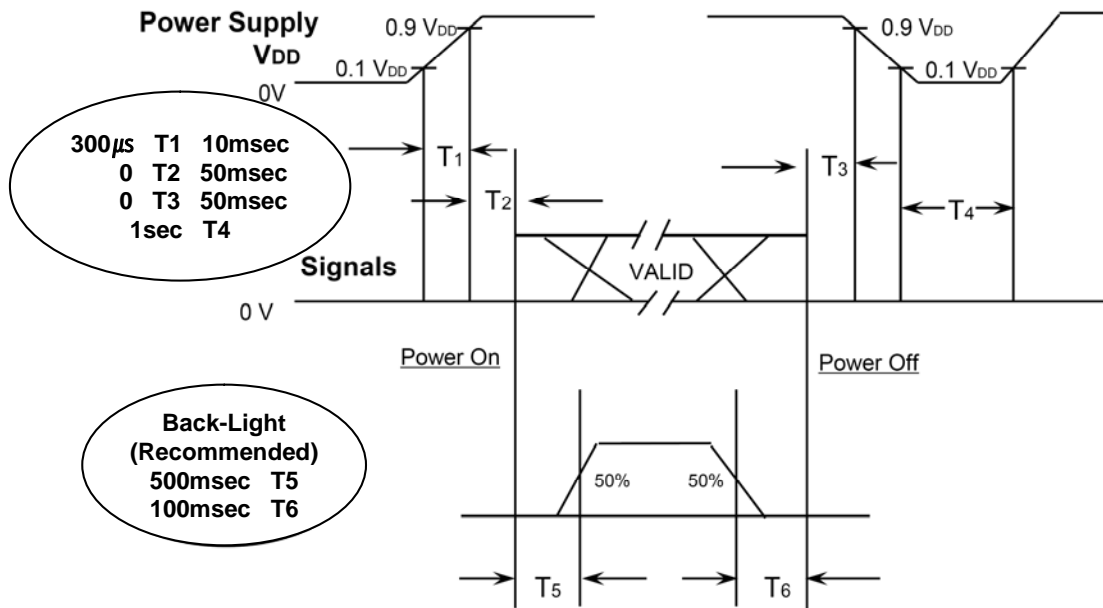 Power Supply
VDD
0.9 VDD
0.1 VDD
0V
0.9 VDD
0.1 VDD
300㎲ T1 10msec
0 T2 50msec
0 T3 50msec
1sec T4
T1
T2
T3
T4
Signals
VALID
0 V
Power On
Power Off
Back-Light
(Recommended)
500msec T5
100msec T6
50%
50%
T5
T6